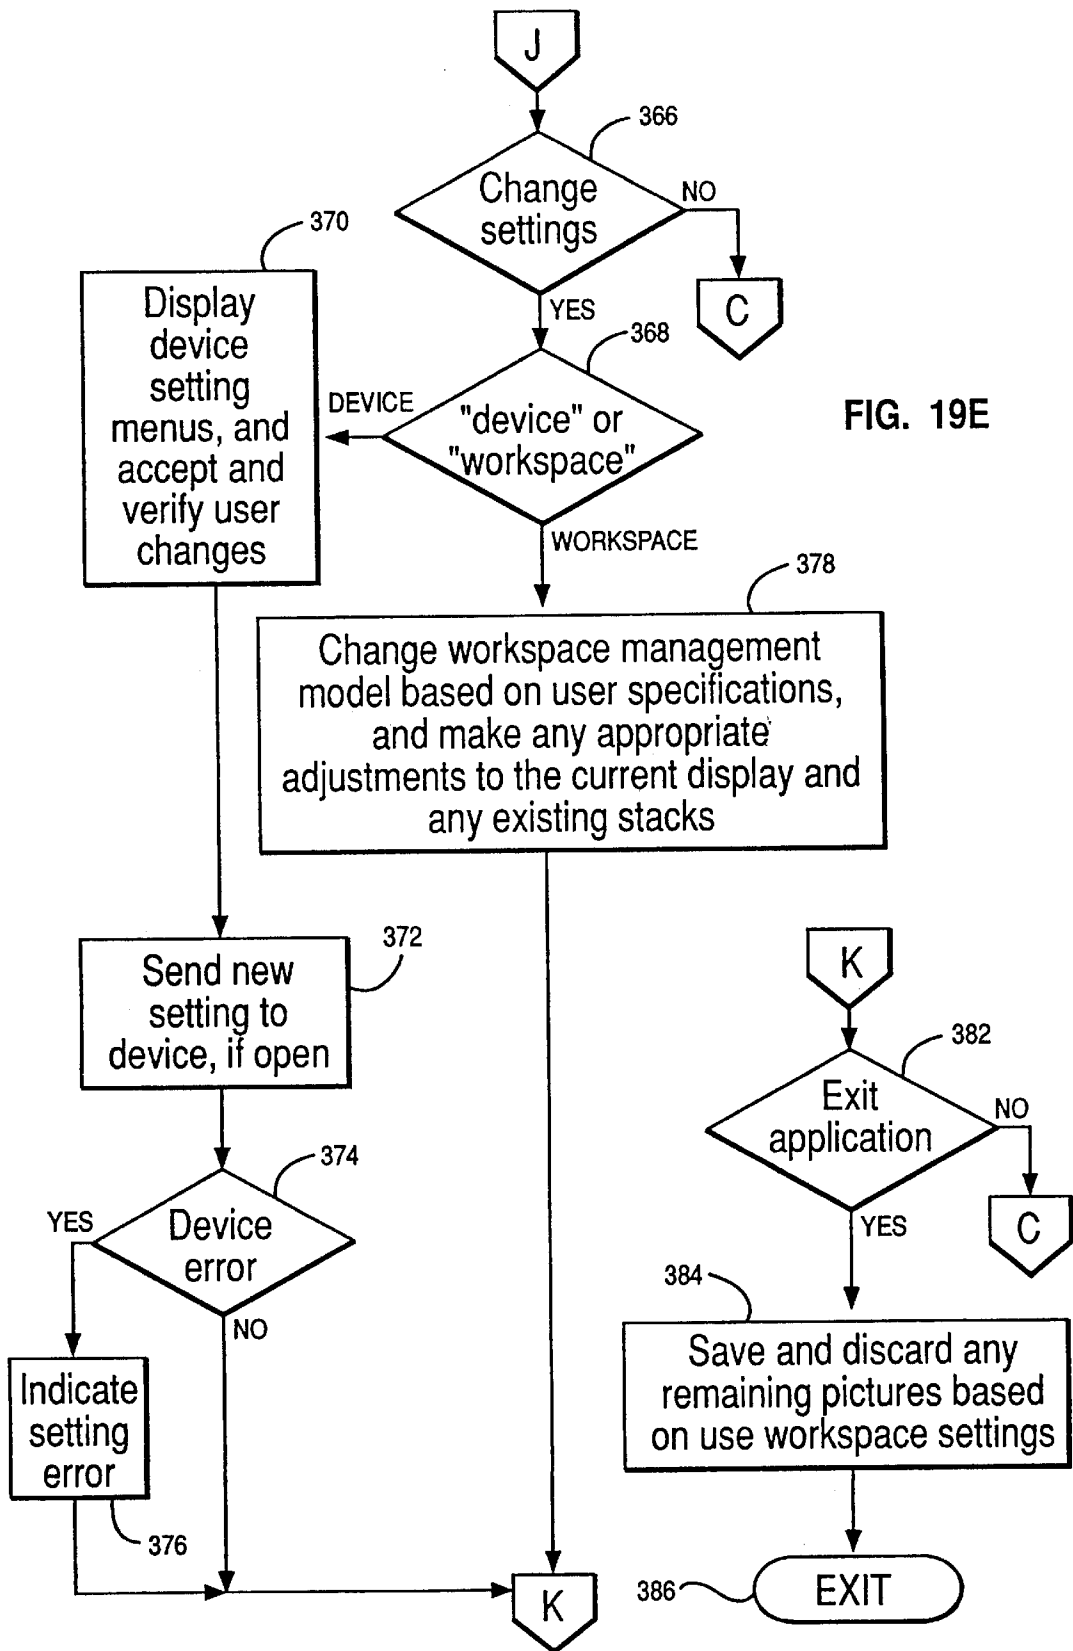 J
366
Change
settings
NO
C
YES
370
Display
device
setting
menus, and
accept and
verify user
changes
368
DEVICE
"device" or
"workspace"
FIG. 19E
WORKSPACE
378
Change workspace management
model based on user specifications,
and make any appropriate
adjustments to the current display and
any existing stacks
372
Send new
setting to
device, if open
374
YES
Device
error
NO
Indicate
setting
error
376
K
K
382
Exit
application
NO
C
YES
384
Save and discard any
remaining pictures based
on use workspace settings
386
EXIT